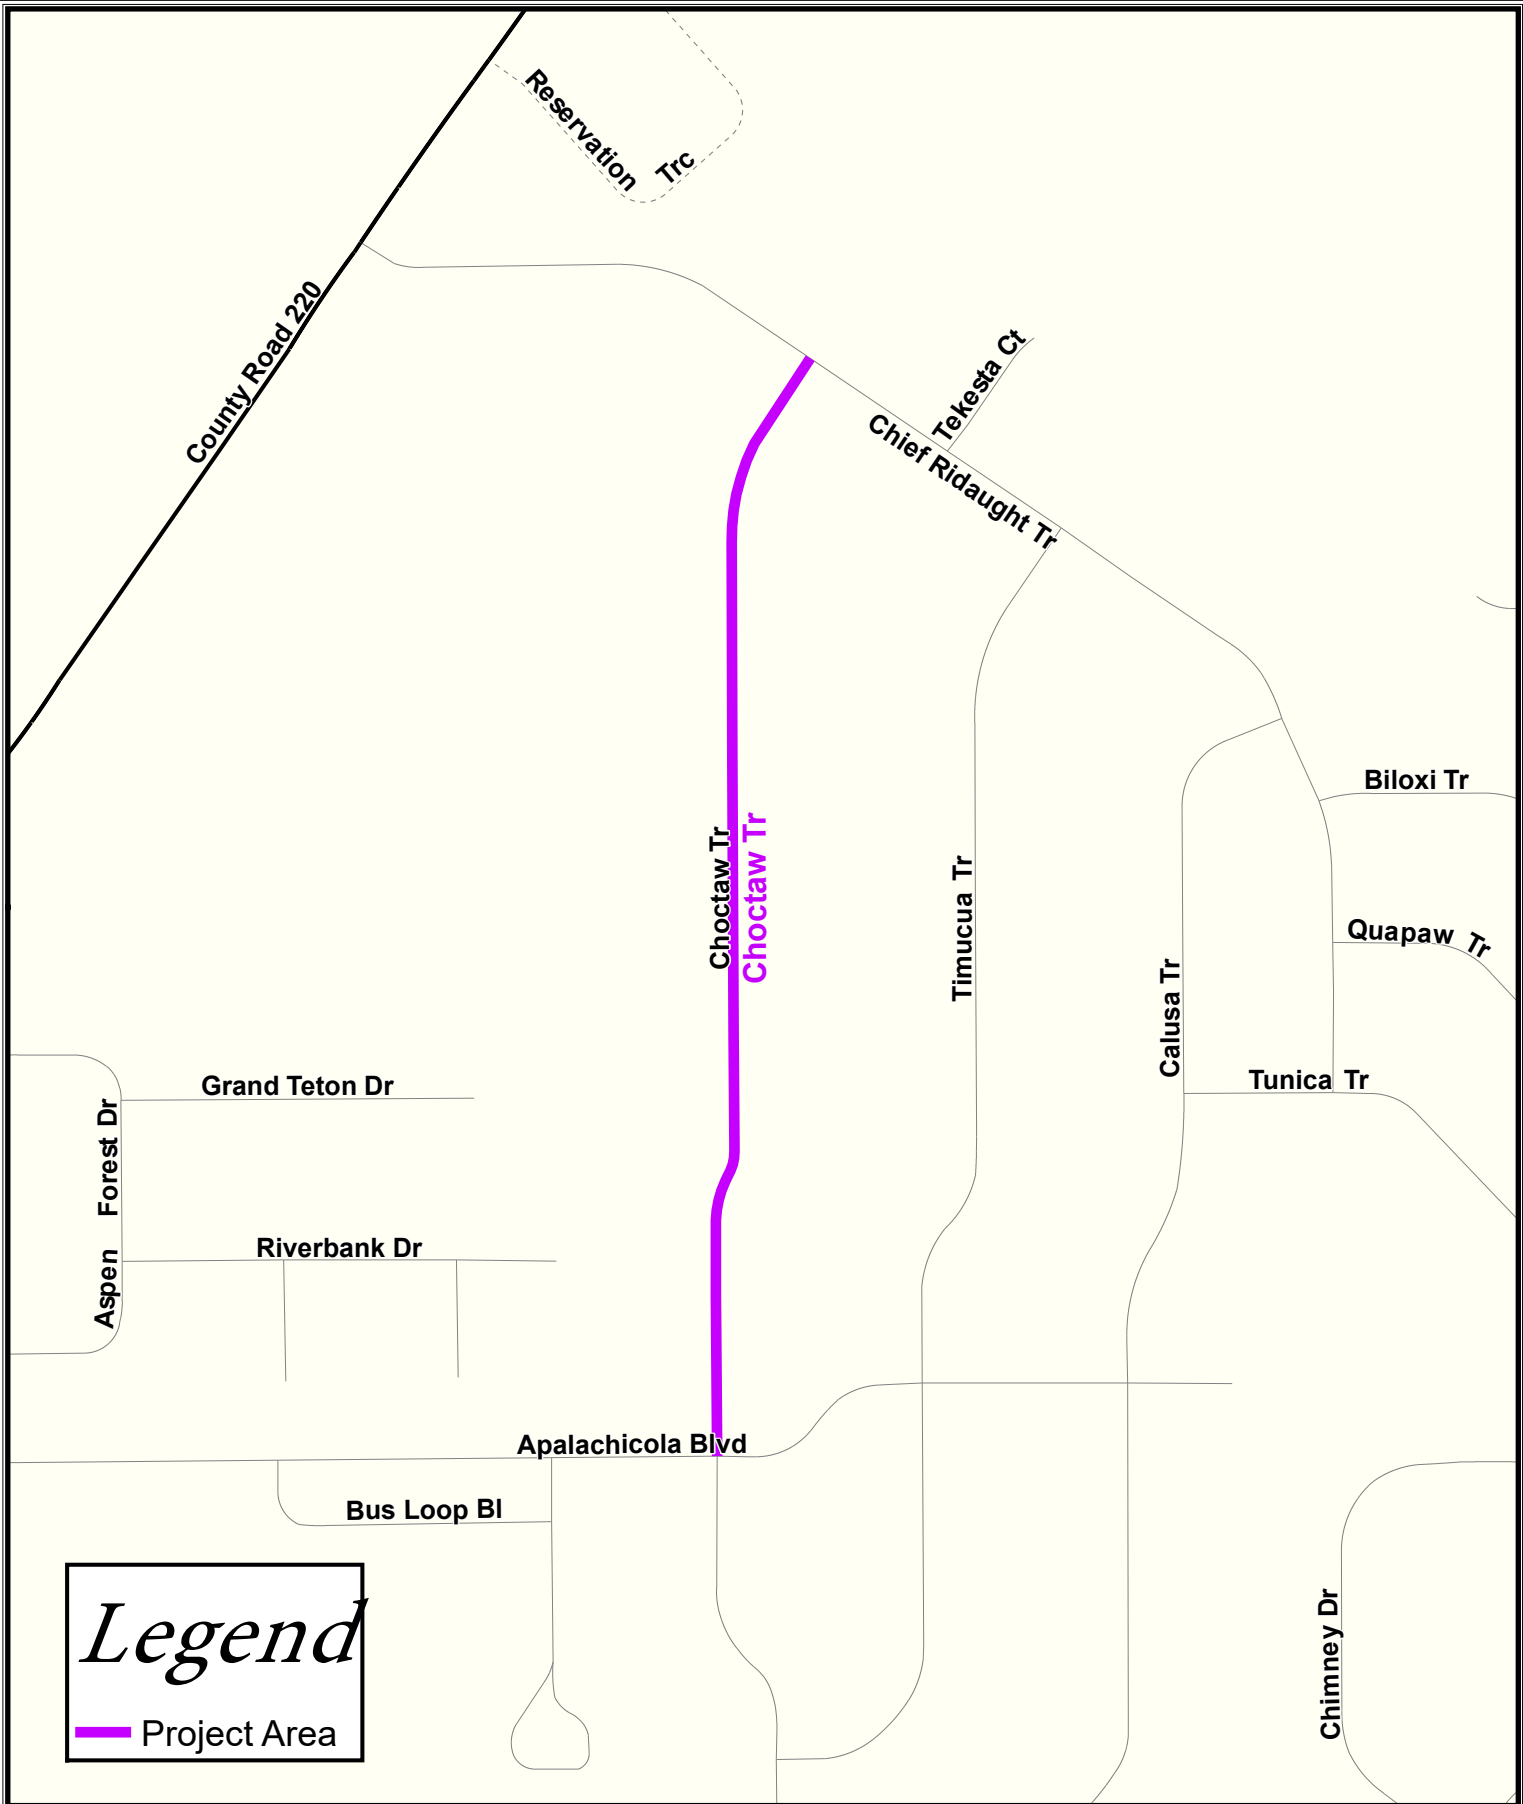 Reservation Trc
County Road 220
Tekesta Ct
Chief Ridaught Tr
Biloxi Tr
Choctaw Tr
Choctaw Tr
Timucua Tr
Quapaw Tr
Calusa Tr
Tunica Tr
Grand Teton Dr
Aspen Forest Dr
Riverbank Dr
Apalachicola Blvd
Bus Loop Bl
Chimney Dr
Legend
Project Area